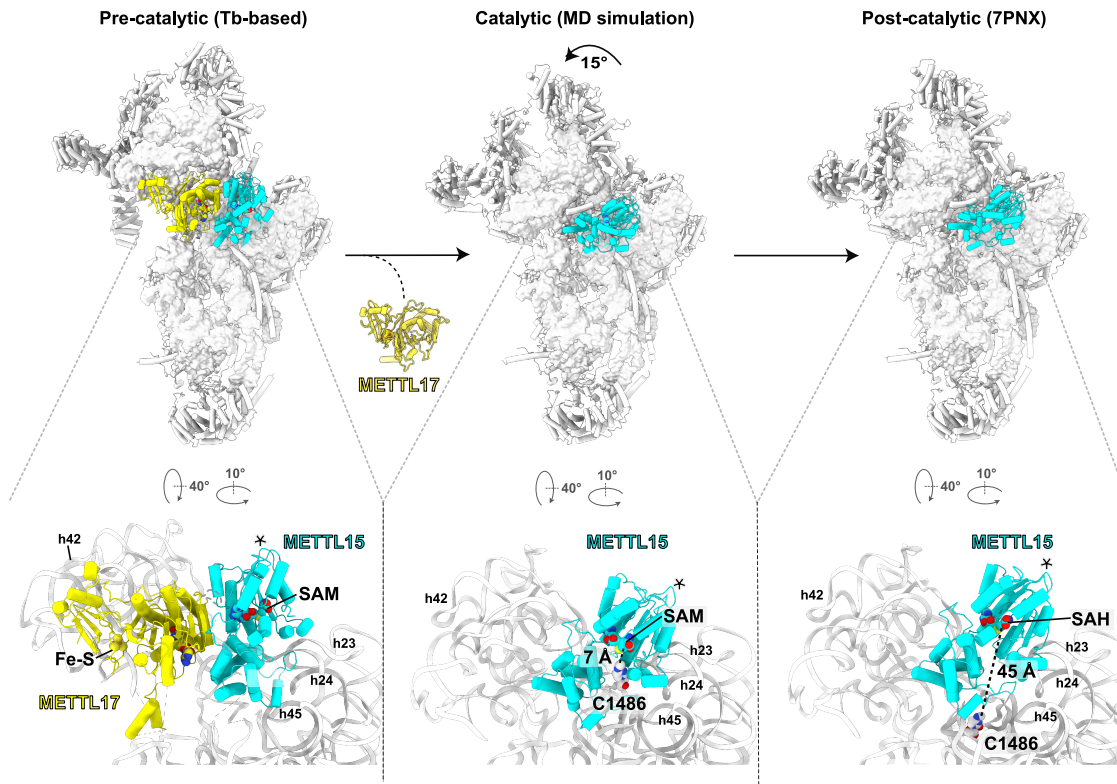 Pre-catalytic (Tb-based)
Catalytic (MD simulation)
Post-catalytic (7PNX)
15°
METTL17
40°
10°
40°
10°
40°
10°
h42
METTL15
SAM
Fe-S
h23
h24
h45
METTL17
METTL15
h42
SAM
7 Å
h23
h24
C1486
h45
METTL15
h42
SAH
h23
45 Å
h24
h45
C1486